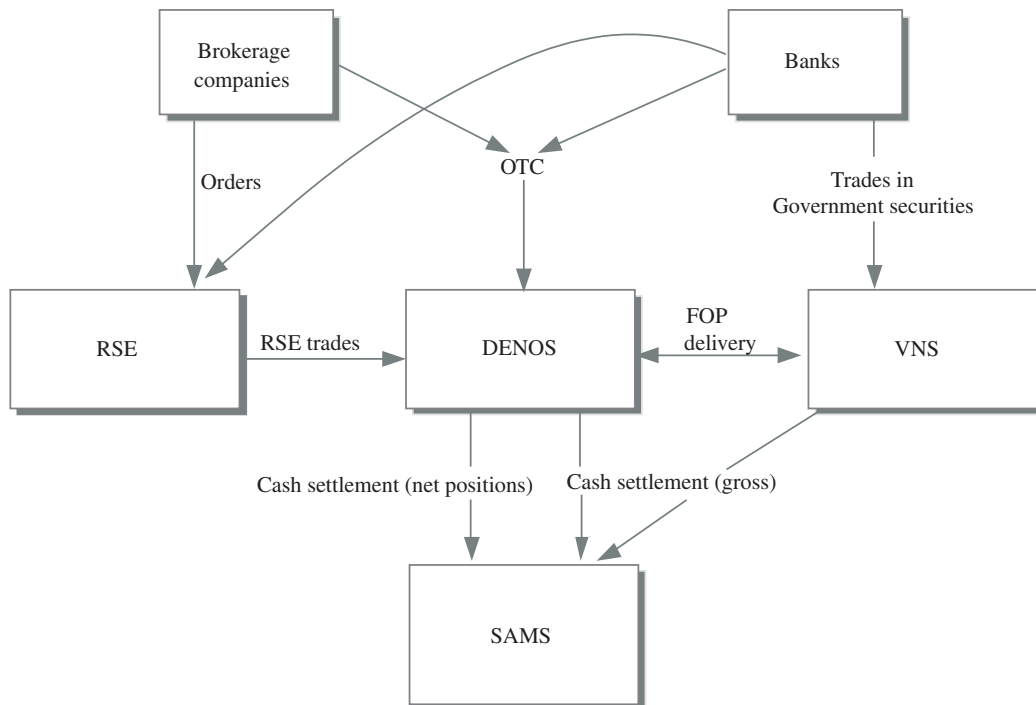 Brokerage
companies
Banks
OTC
Orders
Trades in
Government securities
RSE
RSE trades
DENOS
FOP
delivery
VNS
Cash settlement (net positions)
Cash settlement (gross)
SAMS